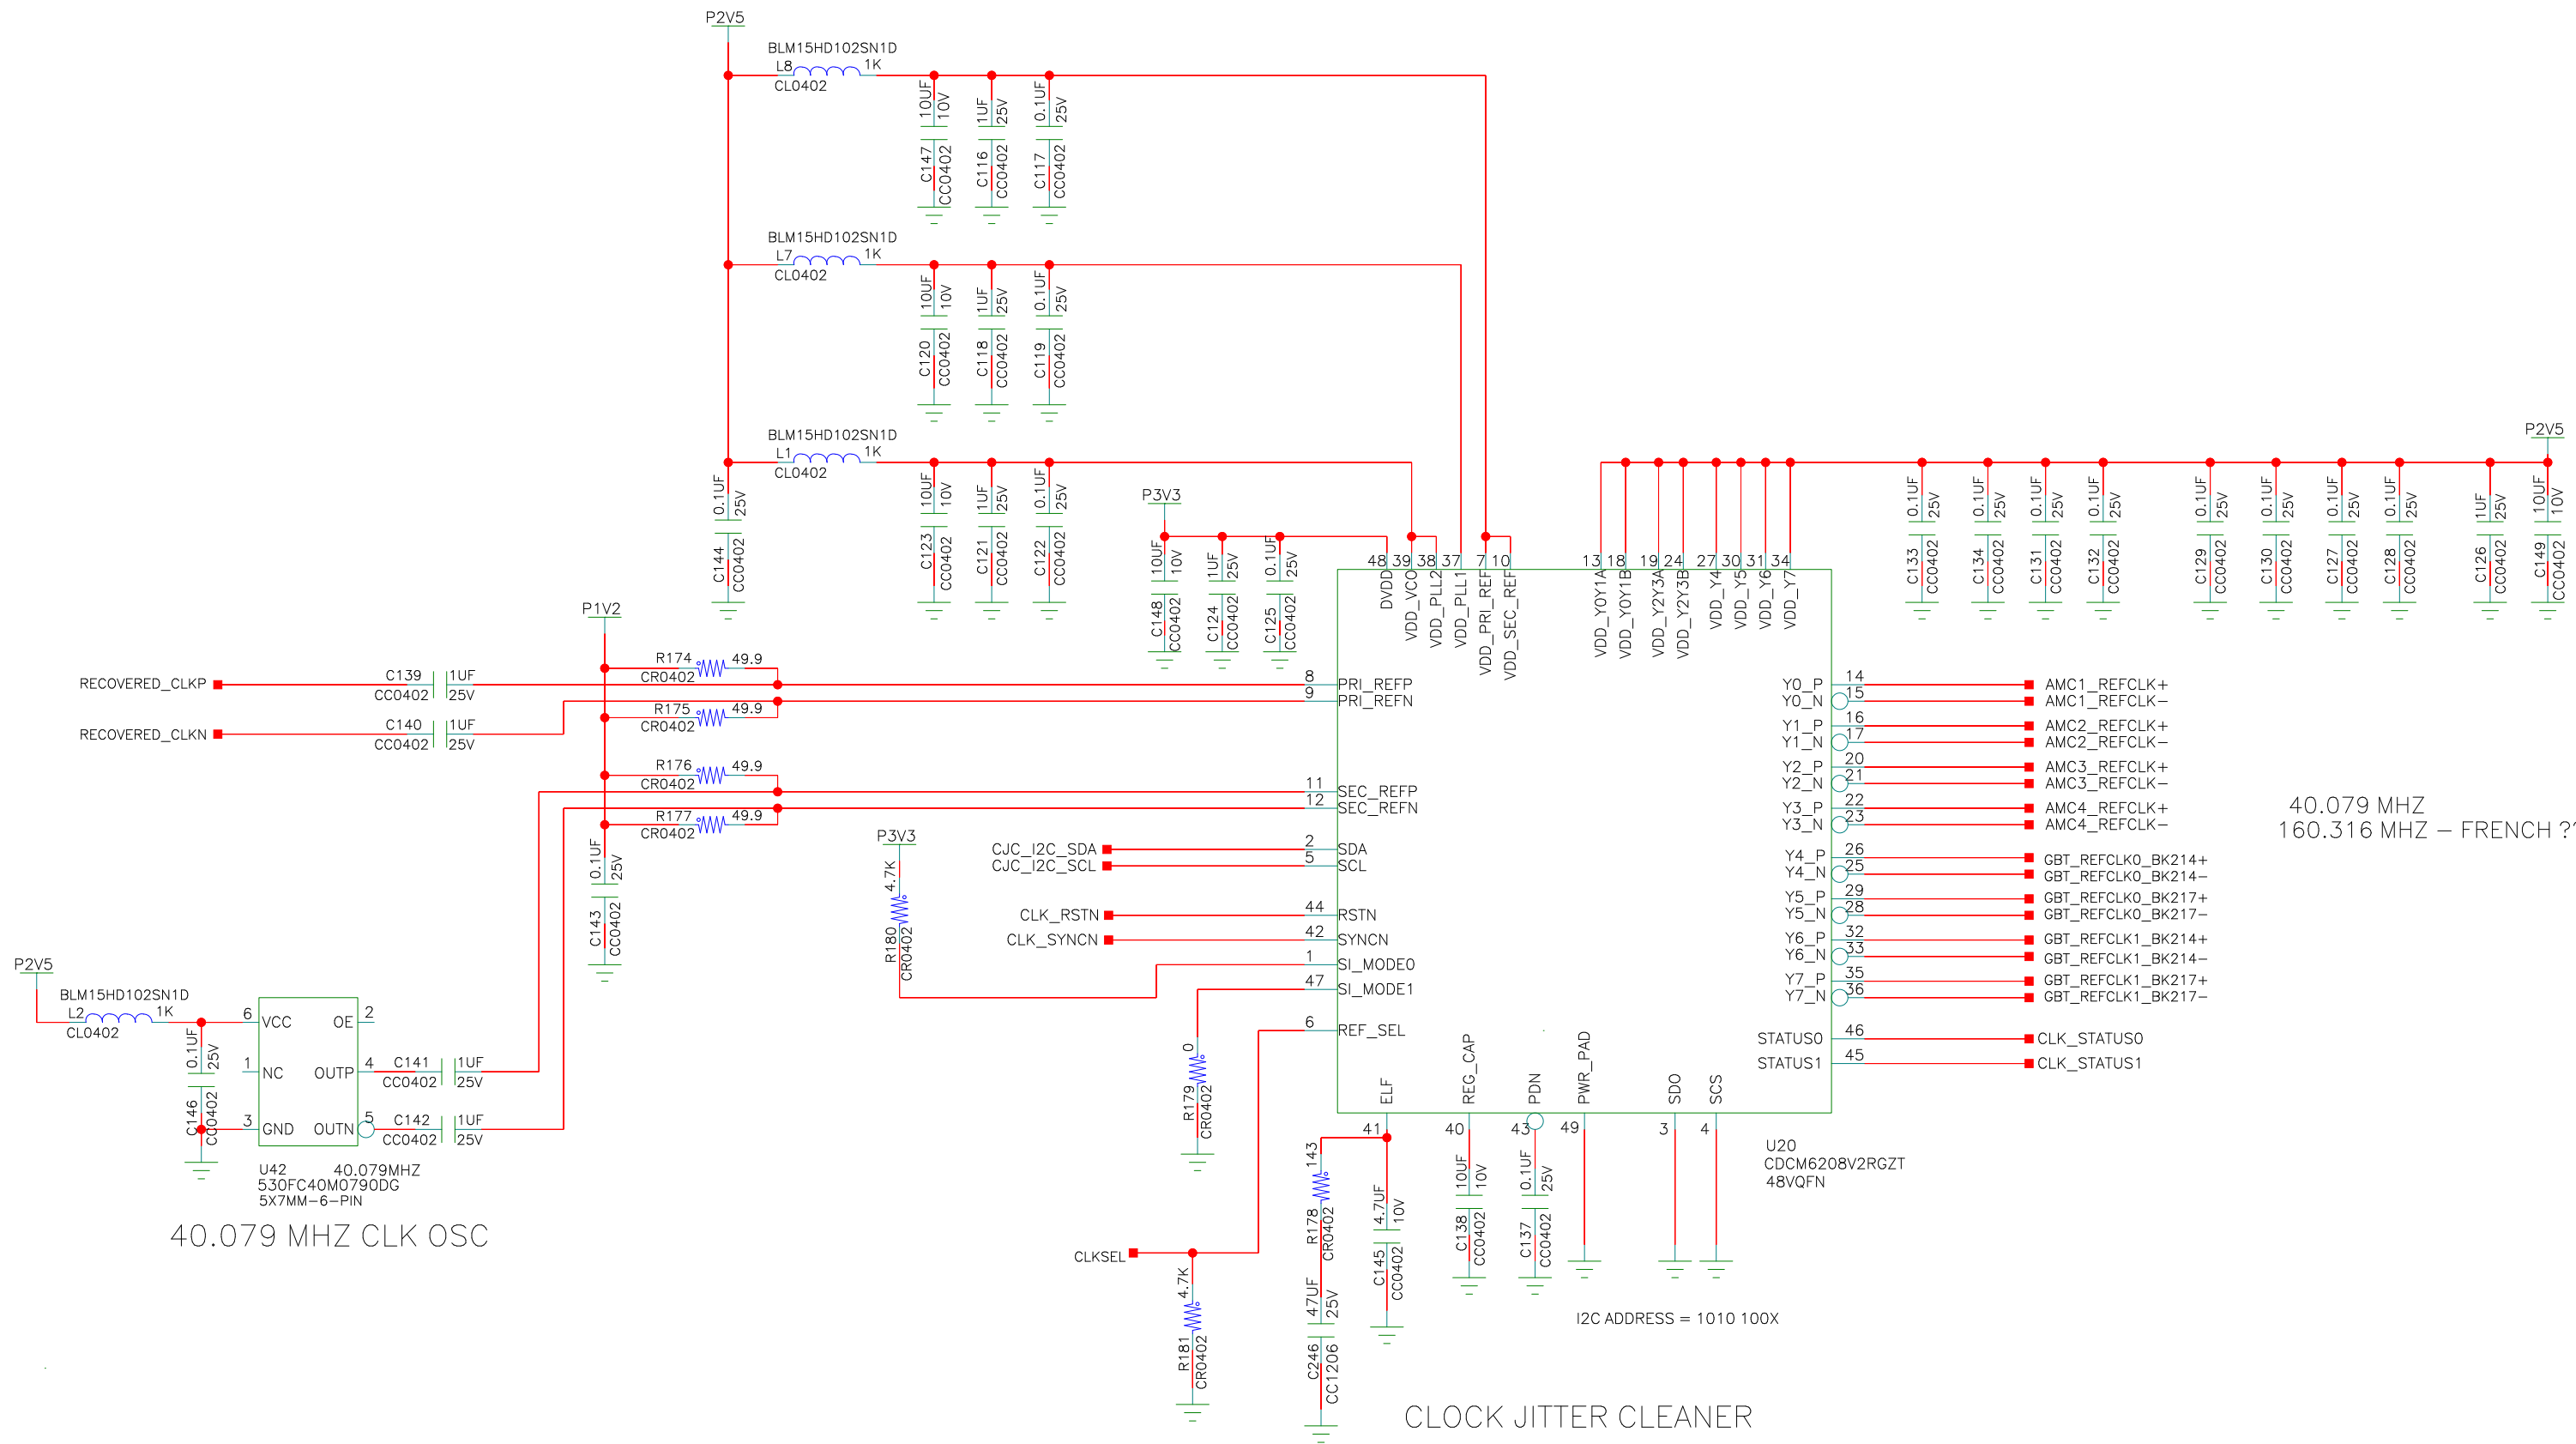 P2V5
BLM15HD102SN1D
L8
1K
CL0402
10UF
10V
C147
CC0402
1UF
25V
C116
CC0402
0.1UF
25V
C117
CC0402
BLM15HD102SN1D
L7
1K
CL0402
10UF
10V
C120
CC0402
1UF
25V
C118
CC0402
0.1UF
25V
C119
CC0402
BLM15HD102SN1D
L1
1K
CL0402
0.1UF
25V
C144
CC0402
10UF
10V
C123
CC0402
1UF
25V
C121
CC0402
0.1UF
25V
C122
CC0402
P3V3
10UF
10V
C148
CC0402
1UF
25V
C124
CC0402
0.1UF
25V
C125
CC0402
P2V5
0.1UF
25V
C133
CC0402
0.1UF
25V
C134
CC0402
0.1UF
25V
C131
CC0402
0.1UF
25V
C132
CC0402
0.1UF
25V
C129
CC0402
0.1UF
25V
C130
CC0402
0.1UF
25V
C127
CC0402
0.1UF
25V
C128
CC0402
1UF
25V
C126
CC0402
10UF
10V
C149
CC0402
48 39 38 37 7 10 13 18 19 24 27 30 31 34
DVDD
VDD_VCO
VDD_PLL2
VDD_PLL1
VDD_PRI_REF
VDD_SEC_REF
VDD_Y0Y1A
VDD_Y0Y1B
VDD_Y2Y3A
VDD_Y2Y3B
VDD_Y4
VDD_Y5
VDD_Y6
VDD_Y7
P1V2
RECOVERED_CLKP
C139
1UF
CC0402
25V
R174
49.9
CR0402
8
PRI_REFP
9
PRI_REFN
RECOVERED_CLKN
C140
1UF
CC0402
25V
R175
49.9
CR0402
R176
49.9
CR0402
11
SEC_REFP
12
SEC_REFN
R177
49.9
CR0402
0.1UF
25V
C143
CC0402
P3V3
4.7K
R180
CR0402
CJC_I2C_SDA
2
SDA
CJC_I2C_SCL
5
SCL
CLK_RSTN
44
RSTN
CLK_SYNCN
42
SYNCN
1
SI_MODE0
47
SI_MODE1
6
REF_SEL
0
R179
CR0402
Y0_P 14 AMC1_REFCLK+
Y0_N 15 AMC1_REFCLK-
Y1_P 16 AMC2_REFCLK+
Y1_N 17 AMC2_REFCLK-
Y2_P 20 AMC3_REFCLK+
Y2_N 21 AMC3_REFCLK-
Y3_P 22 AMC4_REFCLK+
Y3_N 23 AMC4_REFCLK-
Y4_P 26 GBT_REFCLK0_BK214+
Y4_N 25 GBT_REFCLK0_BK214-
Y5_P 29 GBT_REFCLK0_BK217+
Y5_N 28 GBT_REFCLK0_BK217-
Y6_P 32 GBT_REFCLK1_BK214+
Y6_N 33 GBT_REFCLK1_BK214-
Y7_P 35 GBT_REFCLK1_BK217+
Y7_N 36 GBT_REFCLK1_BK217-
STATUS0 46 CLK_STATUS0
STATUS1 45 CLK_STATUS1
40.079 MHZ
160.316 MHZ – FRENCH ??
P2V5
BLM15HD102SN1D
L2
1K
CL0402
0.1UF
25V
C146
CC0402
6 VCC
OE 2
1 NC
OUTP 4
3 GND
OUTN 5
C141
1UF
CC0402
25V
C142
1UF
CC0402
25V
U42 40.079MHZ
530FC40M0790DG
5X7MM-6-PIN
40.079 MHZ CLK OSC
ELF
REG_CAP
PDN
PWR_PAD
SDO
SCS
41 40 43 49 3 4
143
R178
CR0402
47UF
25V
C246
CC1206
4.7UF
10V
C145
CC0402
10UF
10V
C138
CC0402
0.1UF
25V
C137
CC0402
U20
CDCM6208V2RGZT
48VQFN
CLKSEL
4.7K
R181
CR0402
I2C ADDRESS = 1010 100X
CLOCK JITTER CLEANER